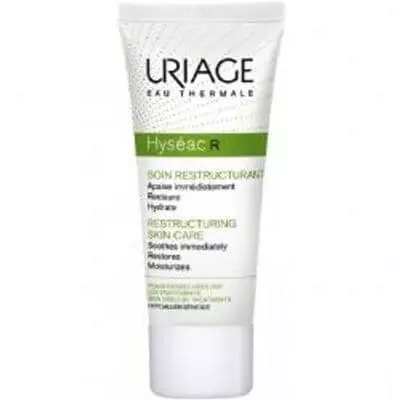 URIAGE
EAU THERMALE
Hyséac R
SOIN RESTRUCTURANT
Apaise immédiatement
Restaure
Hydrate
RESTRUCTURING
SKIN CARE
Soothes immediately
Restores
Moisturizes